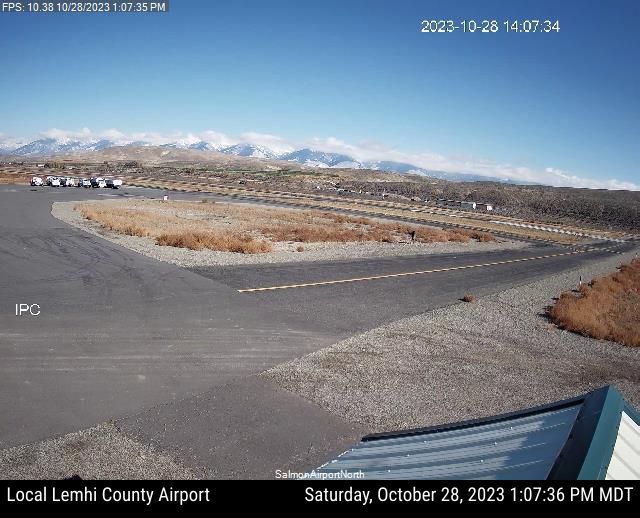 FPS: 10.38 10/28/2023 1:07:35 PM
2023-10-28 14:07:34
IPC
SalmonAirportNorth
Local Lemhi County Airport
Saturday, October 28, 2023 1:07:36 PM MDT